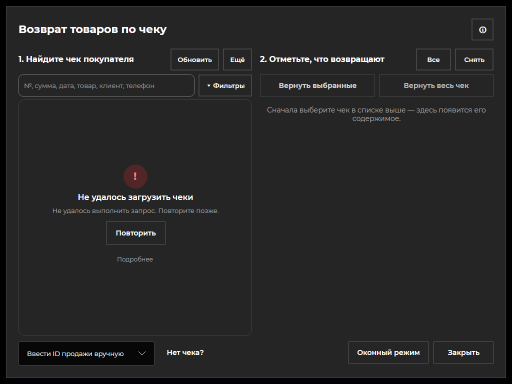 Возврат товаров по чеку
1. Найдите чек покупателя
Обновить
Ещё
2. Отметьте, что возвращают
Все
Снять
№, сумма, дата, товар, клиент, телефон
Фильтры
Вернуть выбранные
Вернуть весь чек
Сначала выберите чек в списке выше — здесь появится его
содержимое.
!
Не удалось загрузить чеки
Не удалось выполнить запрос. Повторите позже.
Повторить
Подробнее
Ввести ID продажи вручную
Нет чека?
Оконный режим
Закрыть